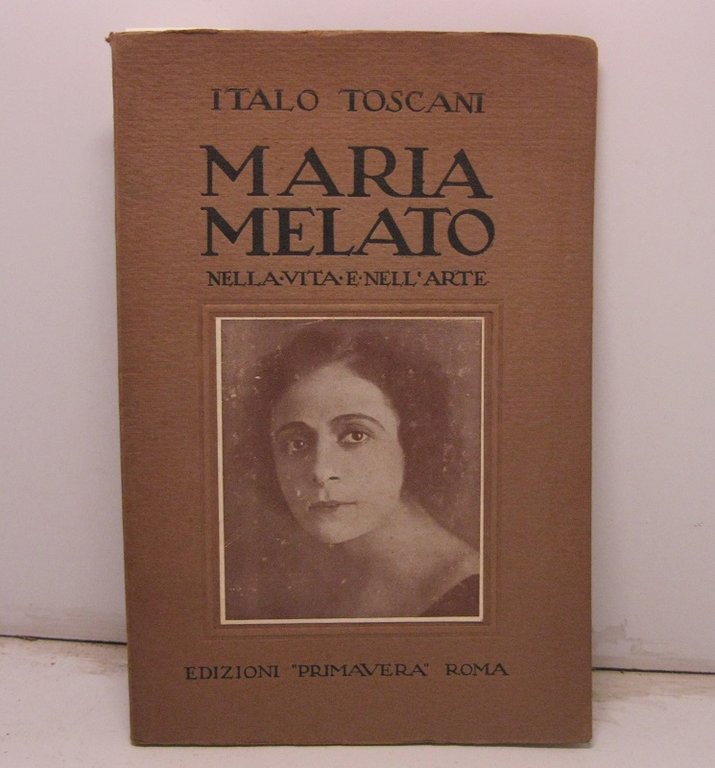 ITALO TOSCANI
MARIA
MELATO
NELLA·VITA·E·NELL'ARTE
EDIZIONI "PRIMAVERA" ROMA